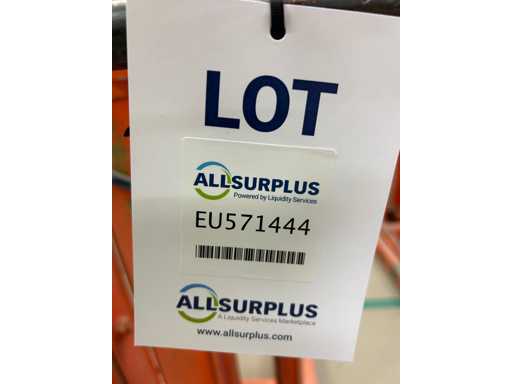 LOT
ALLSURPLUS
Powered by Liquidity Services
EU571444
ALLSURPLUS
A Liquidity Services Marketplace
www.allsurplus.com